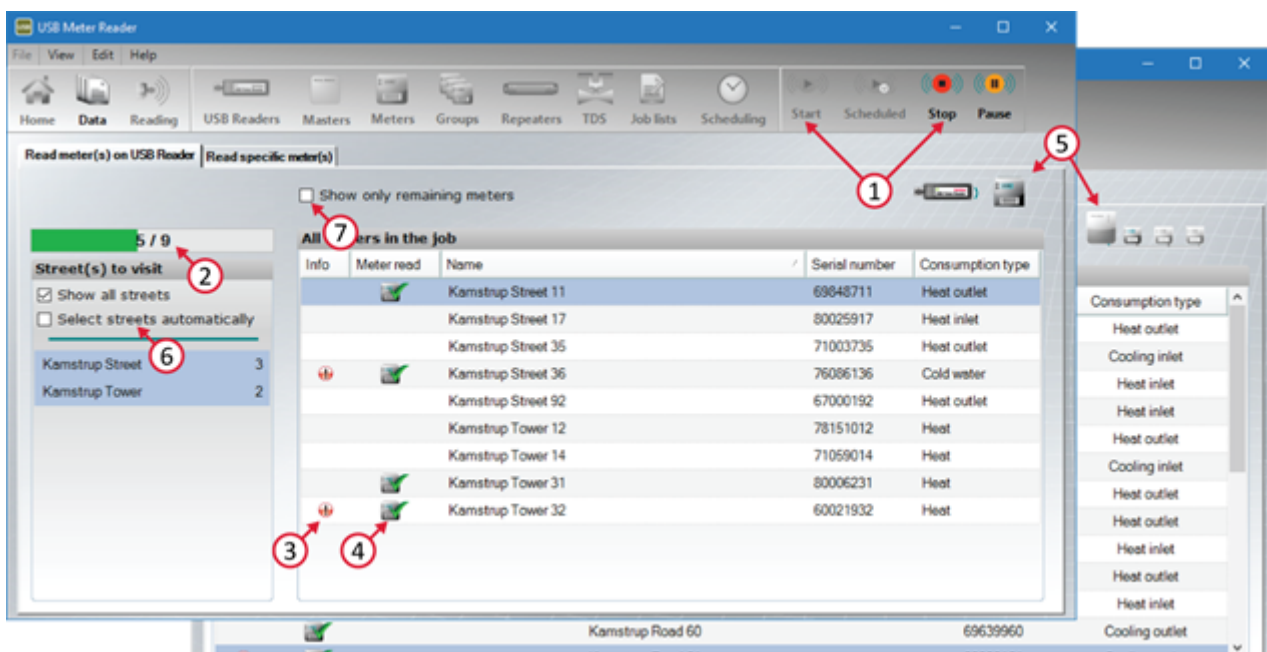 USB Meter Reader
File View Edit Help
Home Data Reading USB Readers Masters Meters Groups Repeaters TDS Job lists Scheduling Start Scheduled Stop Pause
Read meter(s) on USB Reader Read specific meter(s)
5
1
Show only remaining meters
7
5 / 9
2
All ers in the job
Street(s) to visit
Info Meter read Name Serial number Consumption type
Show all streets
Select streets automatically
6
Kamstrup Street 3
Kamstrup Tower 2
Kamstrup Street 11 69848711 Heat outlet
Kamstrup Street 17 80025917 Heat inlet
Kamstrup Street 35 71003735 Heat outlet
Kamstrup Street 36 76086136 Cold water
Kamstrup Street 92 67000192 Heat outlet
Kamstrup Tower 12 78151012 Heat
Kamstrup Tower 14 71059014 Heat
Kamstrup Tower 31 80006231 Heat
Kamstrup Tower 32 60021932 Heat
3
4
Consumption type
Heat outlet
Cooling inlet
Heat inlet
Heat inlet
Heat outlet
Cooling inlet
Heat outlet
Heat outlet
Heat inlet
Heat outlet
Heat inlet
Kamstrup Road 60 69639960 Cooling outlet